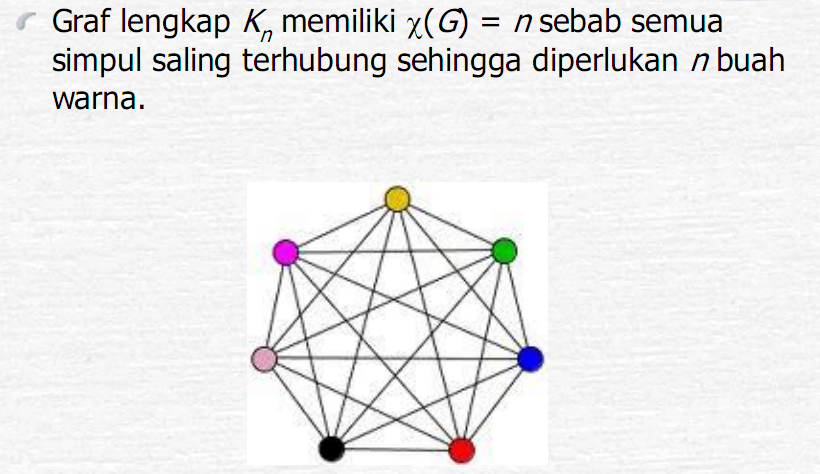 Graf lengkap Kₙ memiliki χ(G) = n sebab semua
simpul saling terhubung sehingga diperlukan n buah
warna.